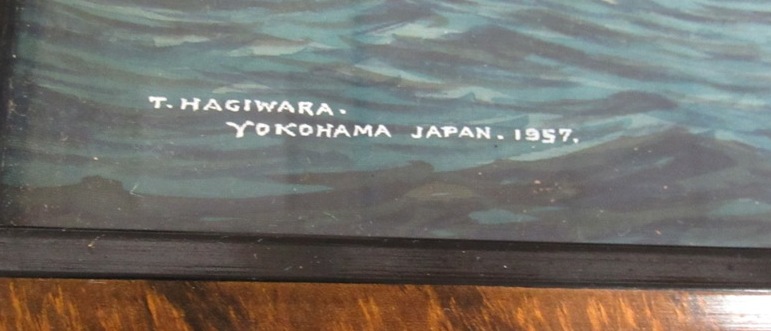 T. HAGIWARA.
YOKOHAMA JAPAN. 1957.